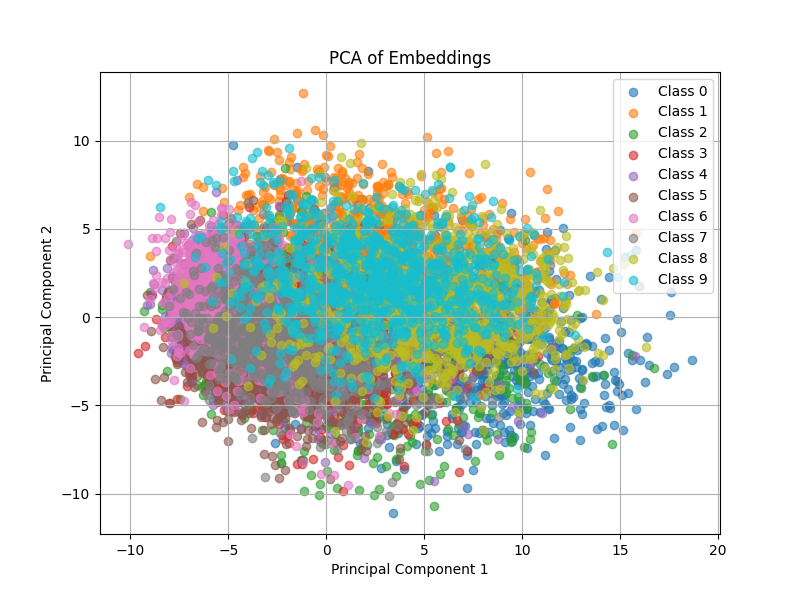 PCA of Embeddings
Class 0
Class 1
Class 2
Class 3
Class 4
Class 5
Class 6
Class 7
Class 8
Class 9
Principal Component 2
10
5
0
−5
−10
−10
−5
0
5
10
15
20
Principal Component 1